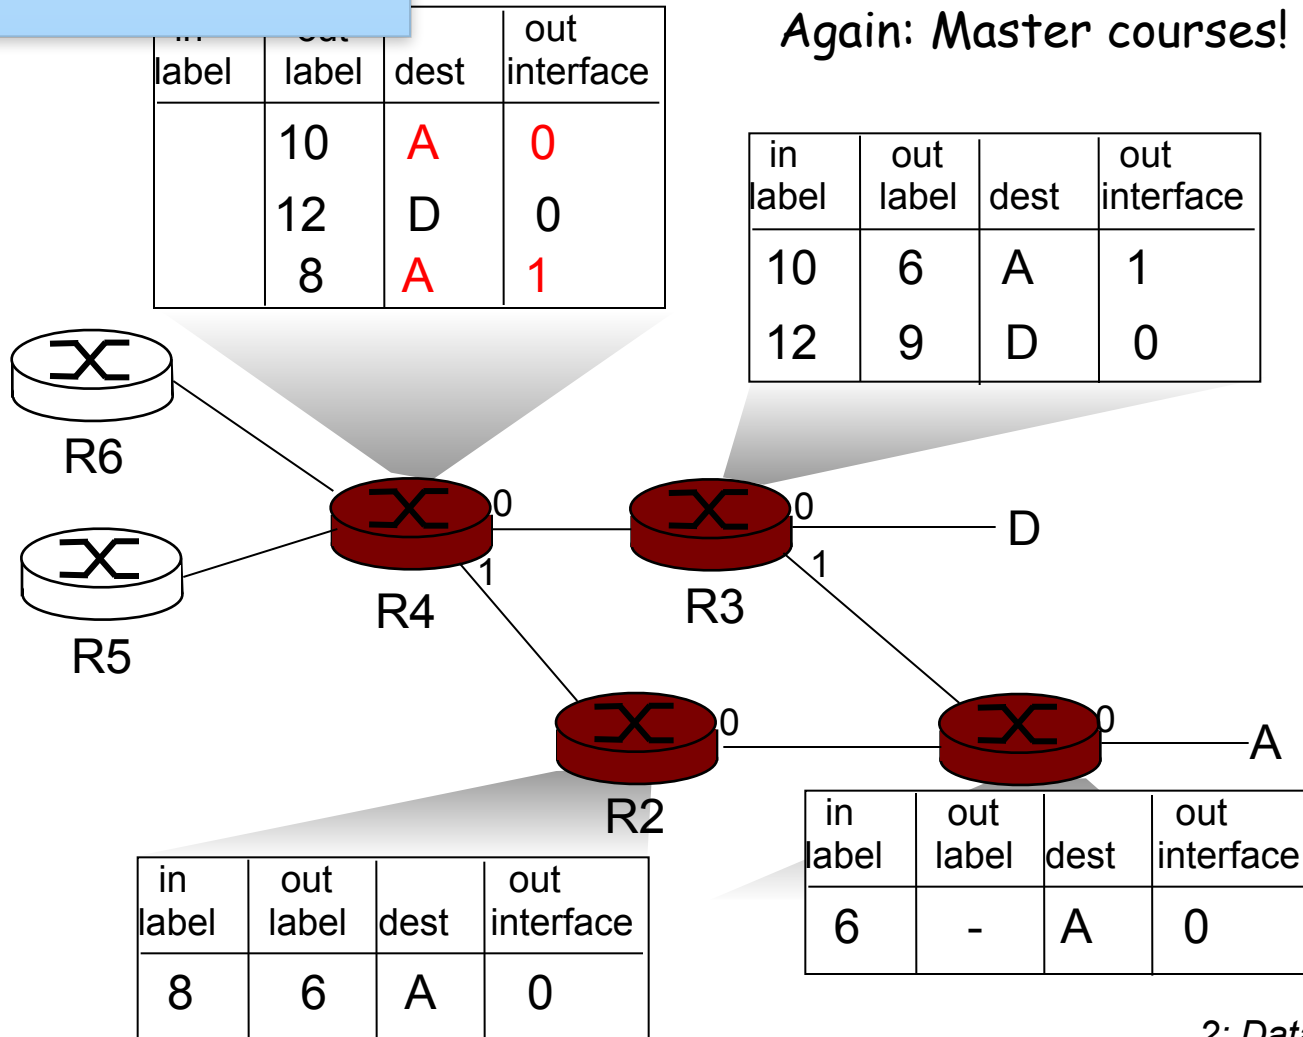 Again: Master courses!
out
label label dest interface
10 A 0
12 D 0
8 A 1
in out out
label label dest interface
10 6 A 1
12 9 D 0
R6
R5
R4
0
1
R3
0
1
D
R2
0
0
A
in out out
label label dest interface
8 6 A 0
in out out
label label dest interface
6 - A 0